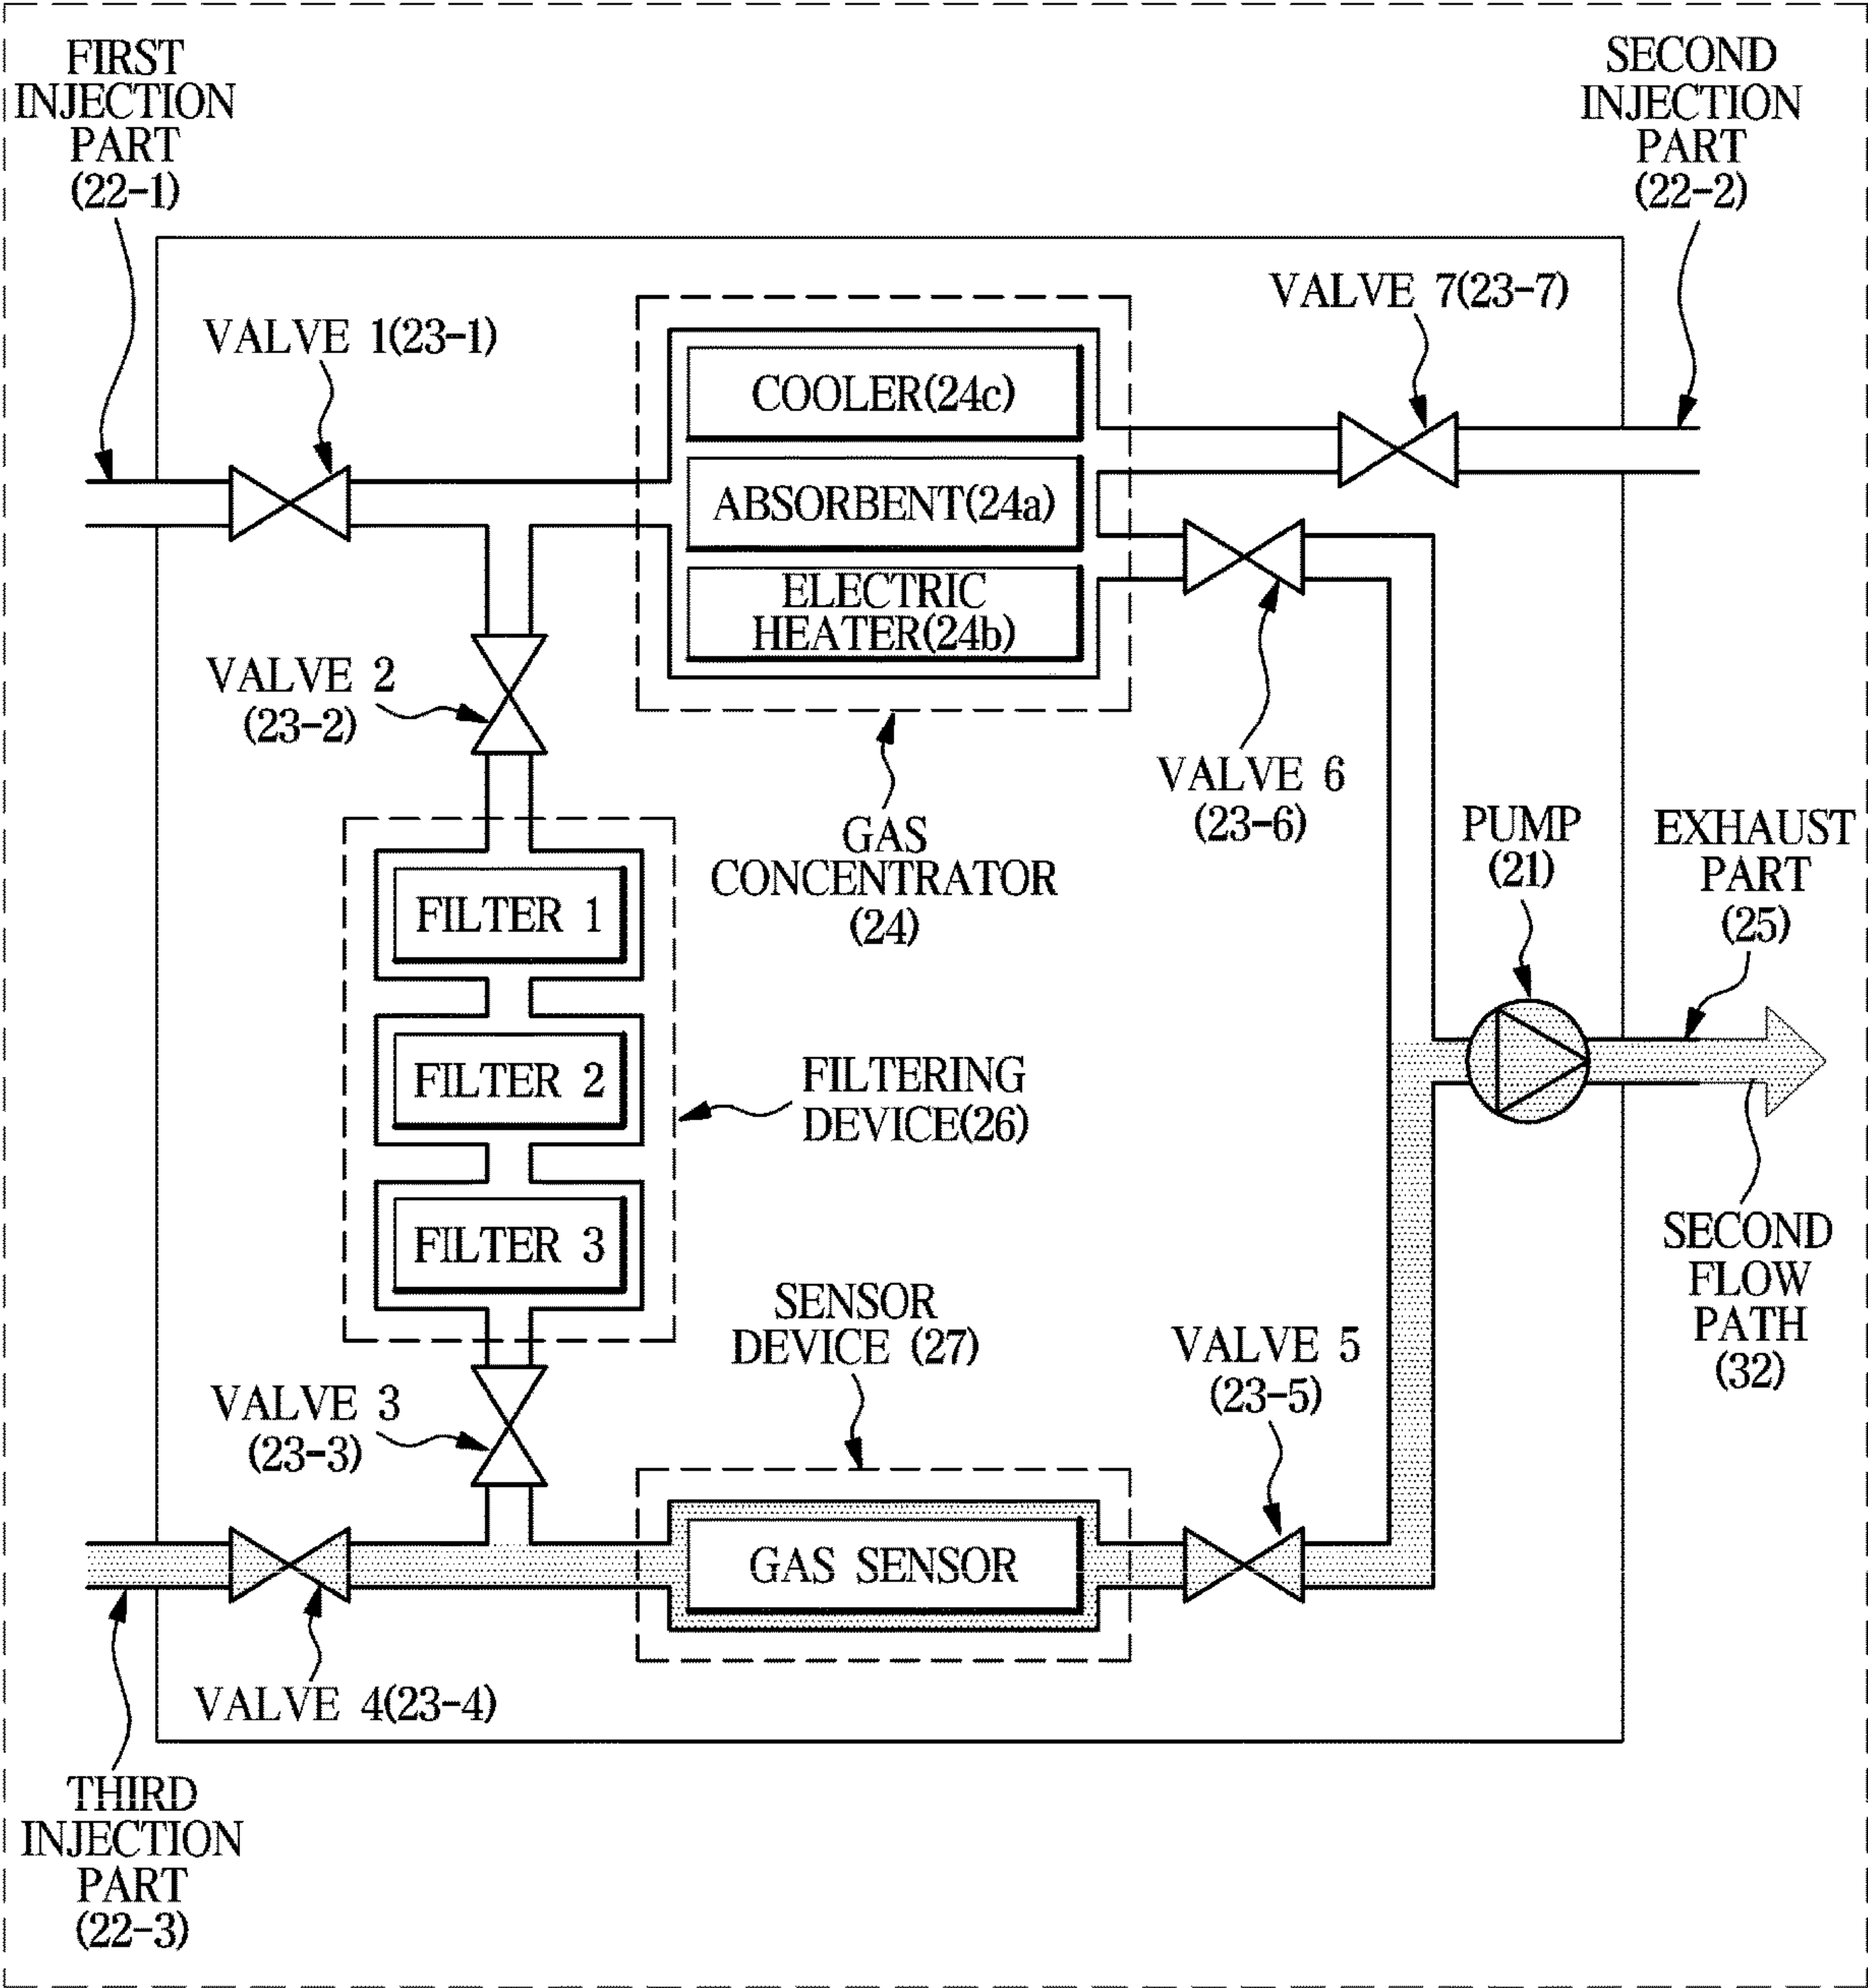 FIRST
INJECTION
PART
(22-1)
SECOND
INJECTION
PART
(22-2)
VALVE 1(23-1)
VALVE 7(23-7)
COOLER(24c)
ABSORBENT(24a)
ELECTRIC
HEATER(24b)
VALVE 2
(23-2)
VALVE 6
(23-6)
GAS
CONCENTRATOR
(24)
PUMP
(21)
EXHAUST
PART
(25)
FILTER 1
FILTER 2
FILTER 3
FILTERING
DEVICE(26)
SECOND
FLOW
PATH
(32)
SENSOR
DEVICE (27)
VALVE 5
(23-5)
VALVE 3
(23-3)
GAS SENSOR
VALVE 4(23-4)
THIRD
INJECTION
PART
(22-3)